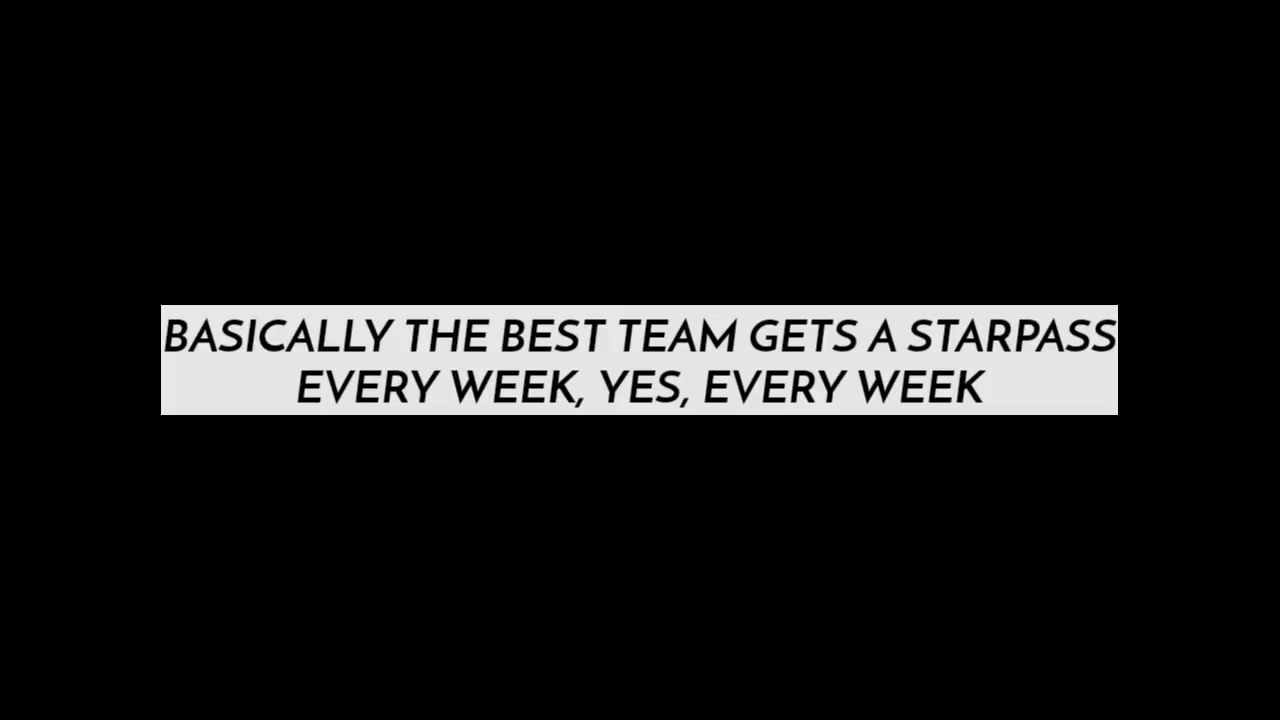 BASICALLY THE BEST TEAM GETS A STARPASS
EVERY WEEK, YES, EVERY WEEK